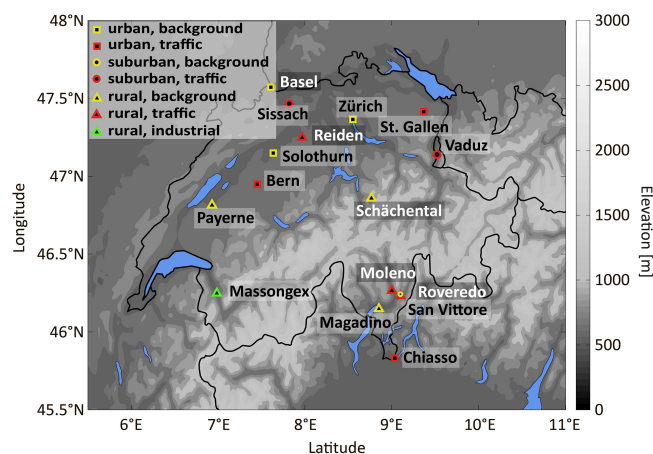 48°N
47.5°N
47°N
46.5°N
46°N
45.5°N
Longitude
urban, background
urban, traffic
suburban, background
suburban, traffic
rural, background
rural, traffic
rural, industrial
Basel
Sissach
Zürich
St. Gallen
Reiden
Vaduz
Solothurn
Bern
Payerne
Schächental
Moleno
Massongex
Roveredo
San Vittore
Magadino
Chiasso
6°E
7°E
8°E
9°E
10°E
11°E
Latitude
3000
2500
2000
1500
1000
500
0
Elevation [m]